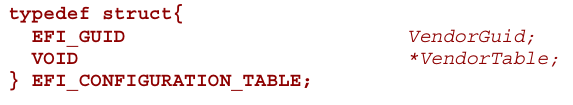 typedef struct{
EFI_GUID VendorGuid;
VOID *VendorTable;
} EFI_CONFIGURATION_TABLE;